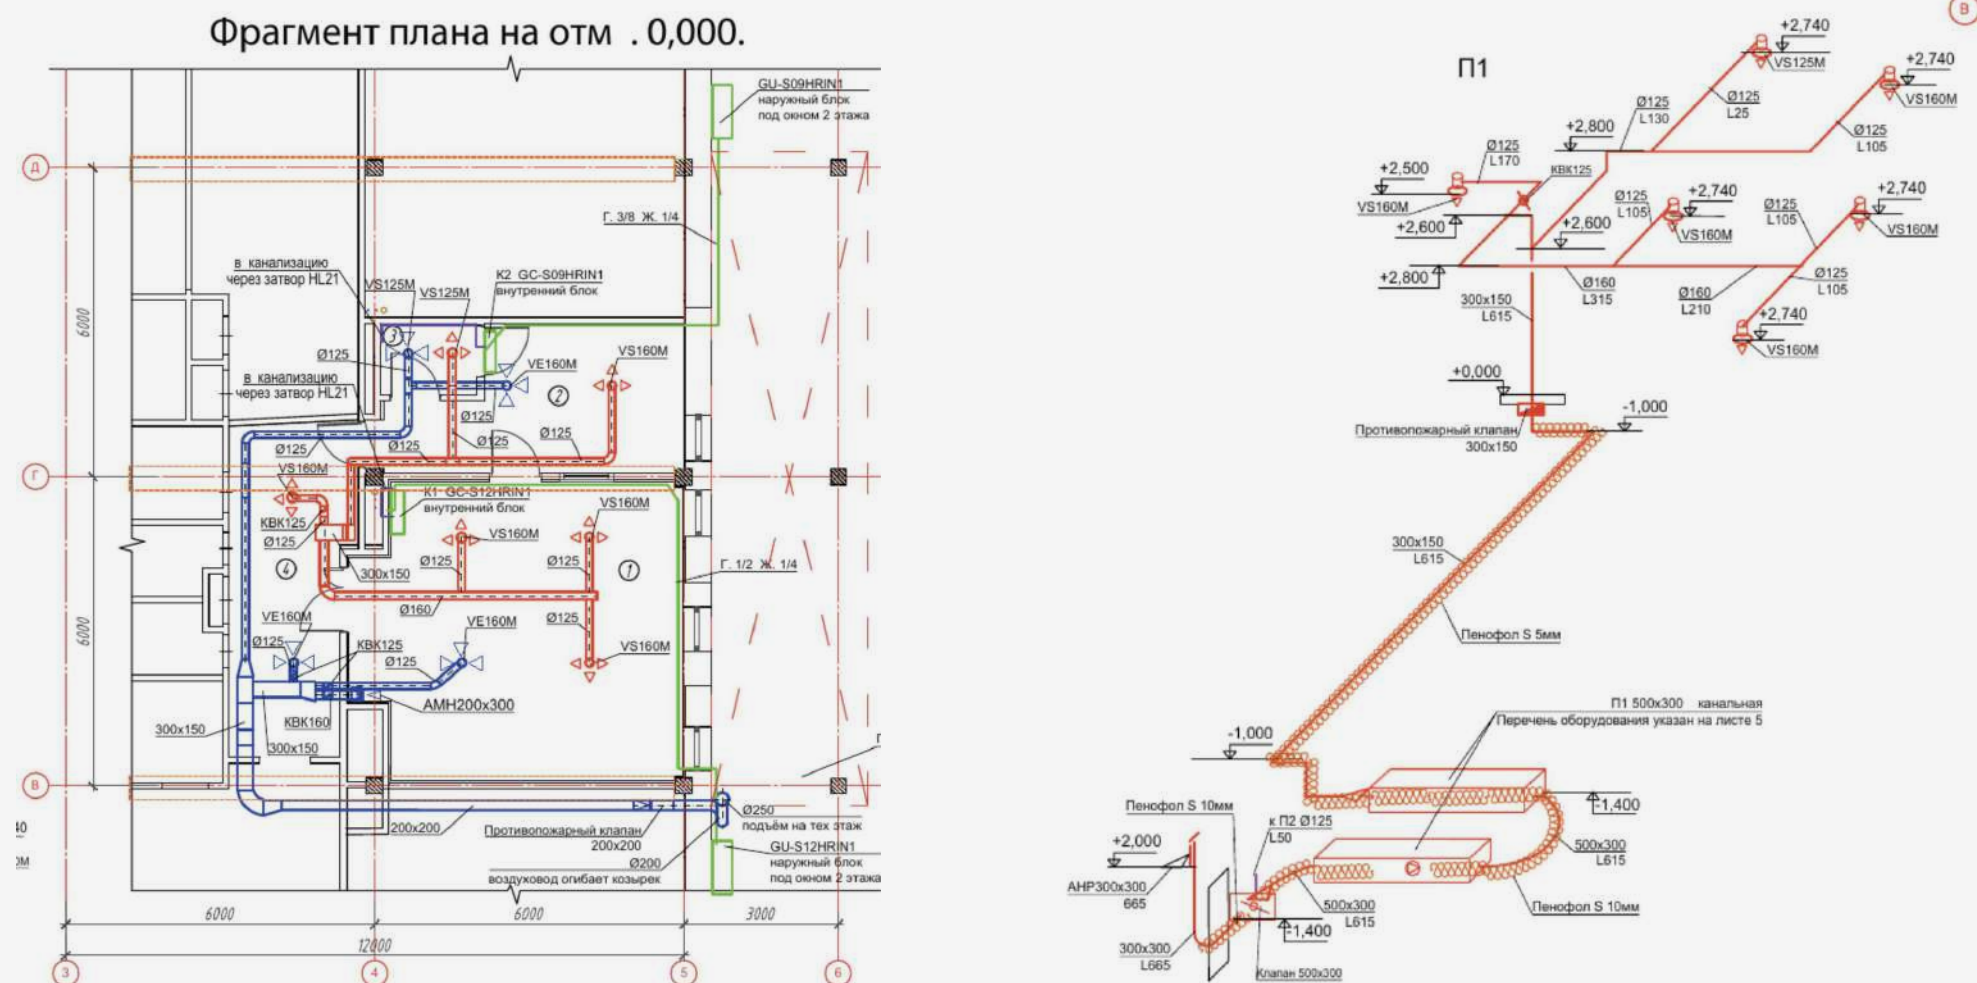 Фрагмент плана на отм . 0,000.
GU-S09HRIN1
наружный блок
под окном 2 этажа
Д
Г. 3/8 Ж. 1/4
в канализацию
через затвор HL21
VS125M
VS125M
K2 GC-S09HRIN1
внутренний блок
6000
3
Ø125
VE160M
VS160M
в канализацию
через затвор HL21
2
Ø125
Ø125
Ø125
Ø125
Ø125
VS160M
Г
K1 GC-S12HRIN1
внутренний блок
VS160M
КВК125
Ø125
VS160M
Ø125
Ø125
1
Г. 1/2 Ж. 1/4
4
300x150
Ø160
6000
VE160M
VE160M
Ø125
VS160M
Ø125
КВК125
Ø125
АМН200x300
КВК160
300x150
300x150
В
200x200
Противопожарный клапан
200x200
Ø250
подъём на тех этаж
Ø200
воздуховод огибает козырек
GU-S12HRIN1
наружный блок
под окном 2 этажа
6000
6000
3000
12000
3
4
5
6
В
П1
+2,740
VS125M
+2,740
VS160M
Ø125
L25
Ø125
L130
Ø125
L105
+2,800
Ø125
L170
КВК125
+2,500
VS160M
+2,600
+2,600
Ø125
L105
+2,740
VS160M
Ø125
L105
+2,740
VS160M
+2,800
Ø160
L315
Ø160
L210
Ø125
L105
300x150
L615
+2,740
VS160M
+0,000
-1,000
Противопожарный клапан
300x150
300x150
L615
Пенофол S 5мм
П1 500x300 канальная
Перечень оборудования указан на листе 5
-1,000
-1,400
Пенофол S 10мм
к П2 Ø125
L50
+2,000
500x300
L615
АНР300x300
665
500x300
L615
Пенофол S 10мм
-1,400
300x300
L665
Клапан 500x300